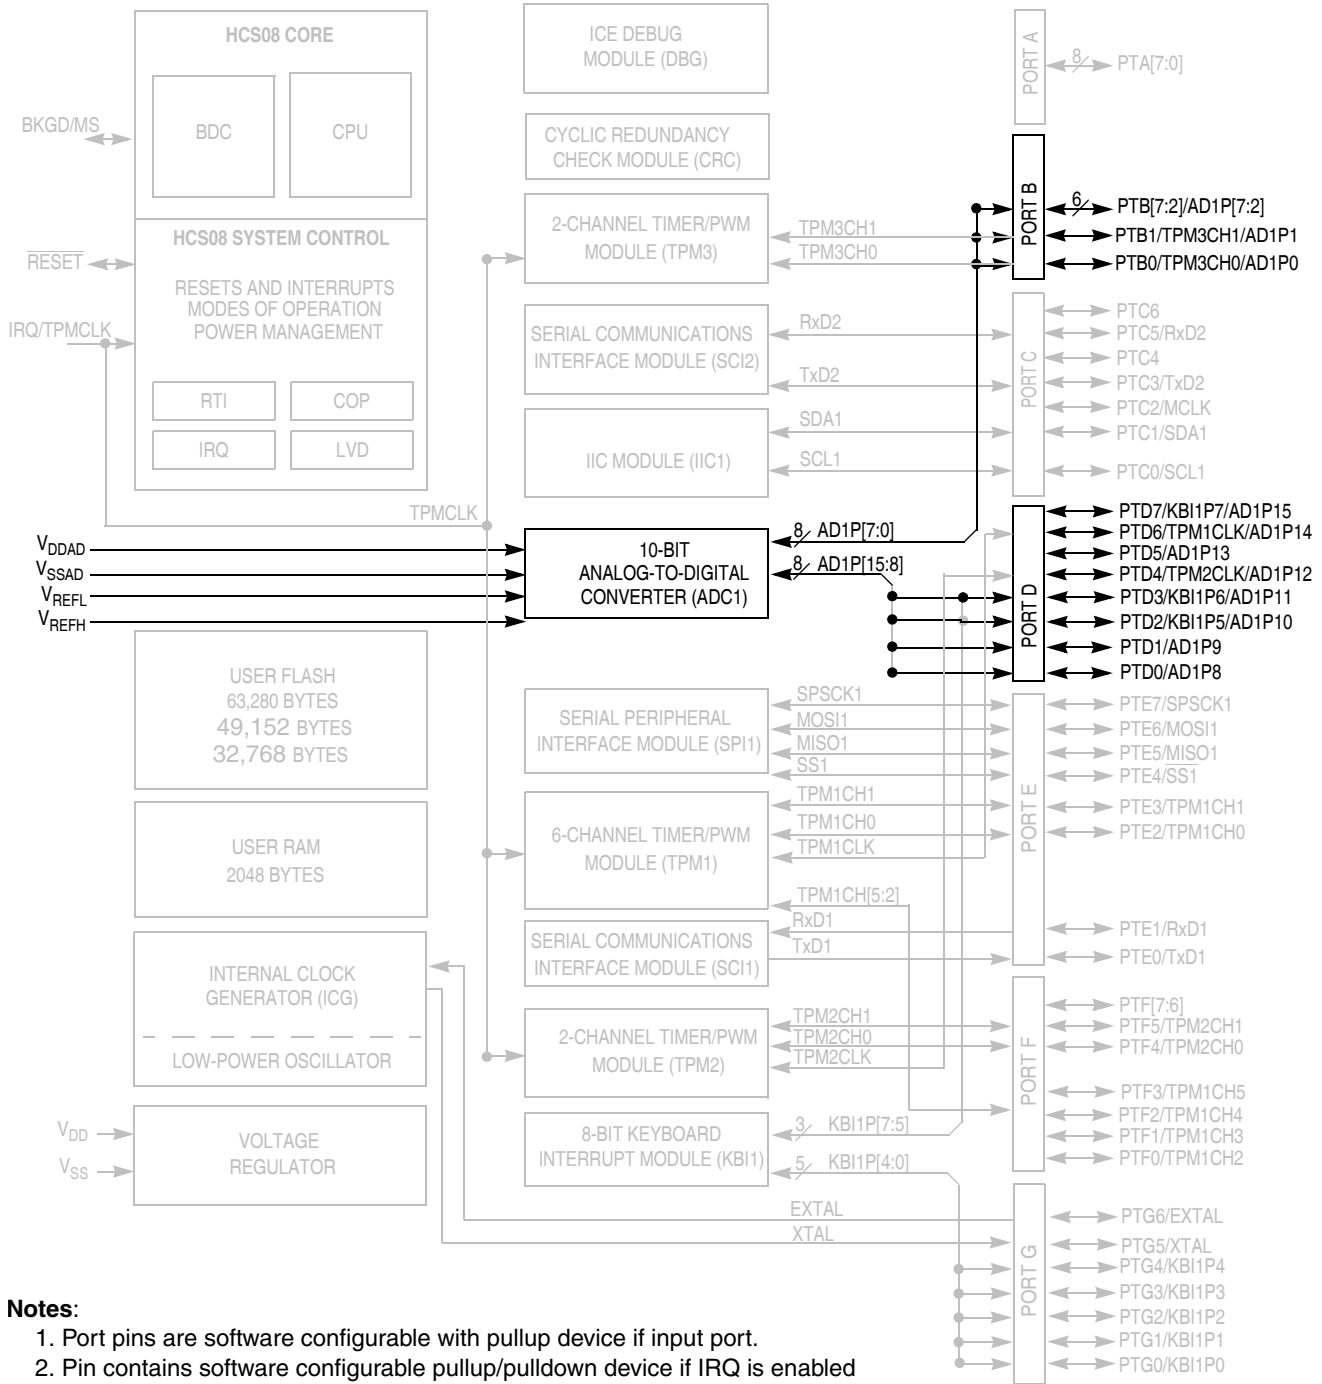 HCS08 CORE
BDC
CPU
BKGD/MS
HCS08 SYSTEM CONTROL
RESET
RESETS AND INTERRUPTS
MODES OF OPERATION
POWER MANAGEMENT
IRQ/TPMCLK
RTI
COP
IRQ
LVD
TPMCLK
VDDAD
VSSAD
VREFL
VREFH
USER FLASH
63,280 BYTES
49,152 BYTES
32,768 BYTES
USER RAM
2048 BYTES
INTERNAL CLOCK
GENERATOR (ICG)
LOW-POWER OSCILLATOR
VDD
VSS
VOLTAGE
REGULATOR
ICE DEBUG
MODULE (DBG)
CYCLIC REDUNDANCY
CHECK MODULE (CRC)
2-CHANNEL TIMER/PWM
MODULE (TPM3)
TPM3CH1
TPM3CH0
SERIAL COMMUNICATIONS
INTERFACE MODULE (SCI2)
RxD2
TxD2
IIC MODULE (IIC1)
SDA1
SCL1
10-BIT
ANALOG-TO-DIGITAL
CONVERTER (ADC1)
8 AD1P[7:0]
8 AD1P[15:8]
SERIAL PERIPHERAL
INTERFACE MODULE (SPI1)
SPSCK1
MOSI1
MISO1
SS1
6-CHANNEL TIMER/PWM
MODULE (TPM1)
TPM1CH1
TPM1CH0
TPM1CLK
TPM1CH[5:2]
SERIAL COMMUNICATIONS
INTERFACE MODULE (SCI1)
RxD1
TxD1
2-CHANNEL TIMER/PWM
MODULE (TPM2)
TPM2CH1
TPM2CH0
TPM2CLK
8-BIT KEYBOARD
INTERRUPT MODULE (KBI1)
3 KBI1P[7:5]
5 KBI1P[4:0]
EXTAL
XTAL
PORT A
8 PTA[7:0]
PORT B
6 PTB[7:2]/AD1P[7:2]
PTB1/TPM3CH1/AD1P1
PTB0/TPM3CH0/AD1P0
PORT C
PTC6
PTC5/RxD2
PTC4
PTC3/TxD2
PTC2/MCLK
PTC1/SDA1
PTC0/SCL1
PORT D
PTD7/KBI1P7/AD1P15
PTD6/TPM1CLK/AD1P14
PTD5/AD1P13
PTD4/TPM2CLK/AD1P12
PTD3/KBI1P6/AD1P11
PTD2/KBI1P5/AD1P10
PTD1/AD1P9
PTD0/AD1P8
PORT E
PTE7/SPSCK1
PTE6/MOSI1
PTE5/MISO1
PTE4/SS1
PTE3/TPM1CH1
PTE2/TPM1CH0
PTE1/RxD1
PTE0/TxD1
PORT F
PTF[7:6]
PTF5/TPM2CH1
PTF4/TPM2CH0
PTF3/TPM1CH5
PTF2/TPM1CH4
PTF1/TPM1CH3
PTF0/TPM1CH2
PORT G
PTG6/EXTAL
PTG5/XTAL
PTG4/KBI1P4
PTG3/KBI1P3
PTG2/KBI1P2
PTG1/KBI1P1
PTG0/KBI1P0
Notes:
1. Port pins are software configurable with pullup device if input port.
2. Pin contains software configurable pullup/pulldown device if IRQ is enabled